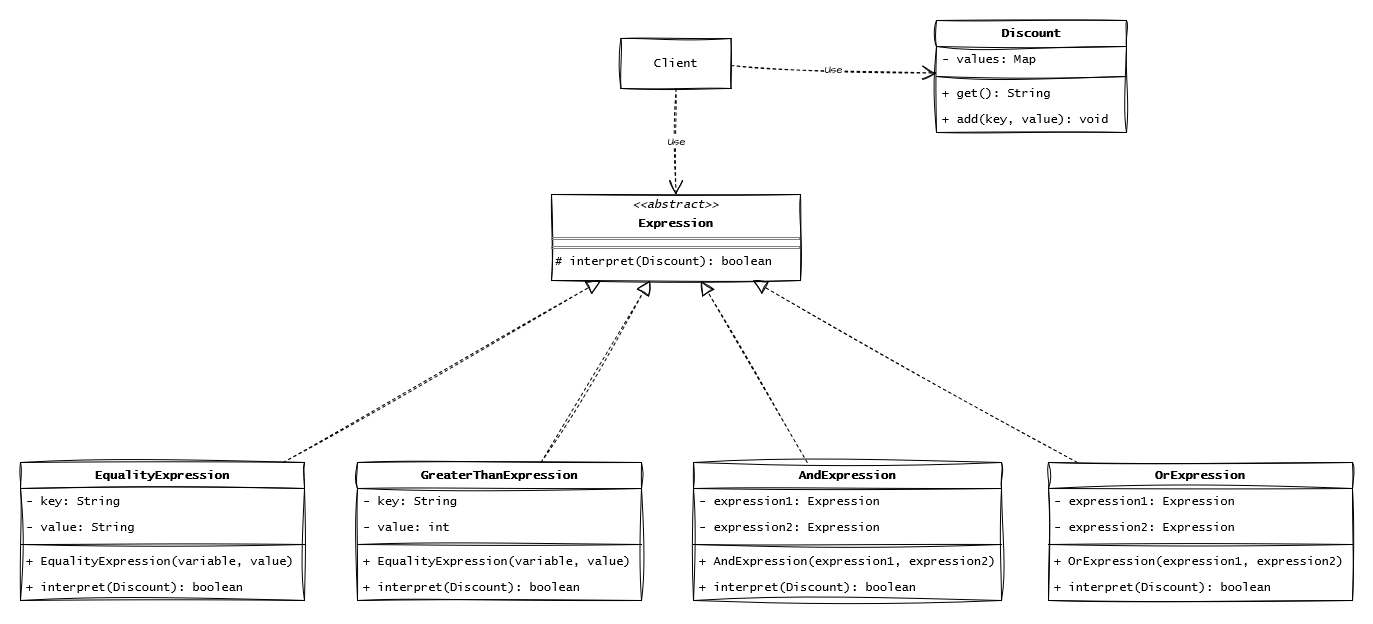 Discount
- values: Map
+ get(): String
+ add(key, value): void
Client
Use
Use
<<abstract>>
Expression
# interpret(Discount): boolean
EqualityExpression
- key: String
- value: String
+ EqualityExpression(variable, value)
+ interpret(Discount): boolean
GreaterThanExpression
- key: String
- value: int
+ EqualityExpression(variable, value)
+ interpret(Discount): boolean
AndExpression
- expression1: Expression
- expression2: Expression
+ AndExpression(expression1, expression2)
+ interpret(Discount): boolean
OrExpression
- expression1: Expression
- expression2: Expression
+ OrExpression(expression1, expression2)
+ interpret(Discount): boolean